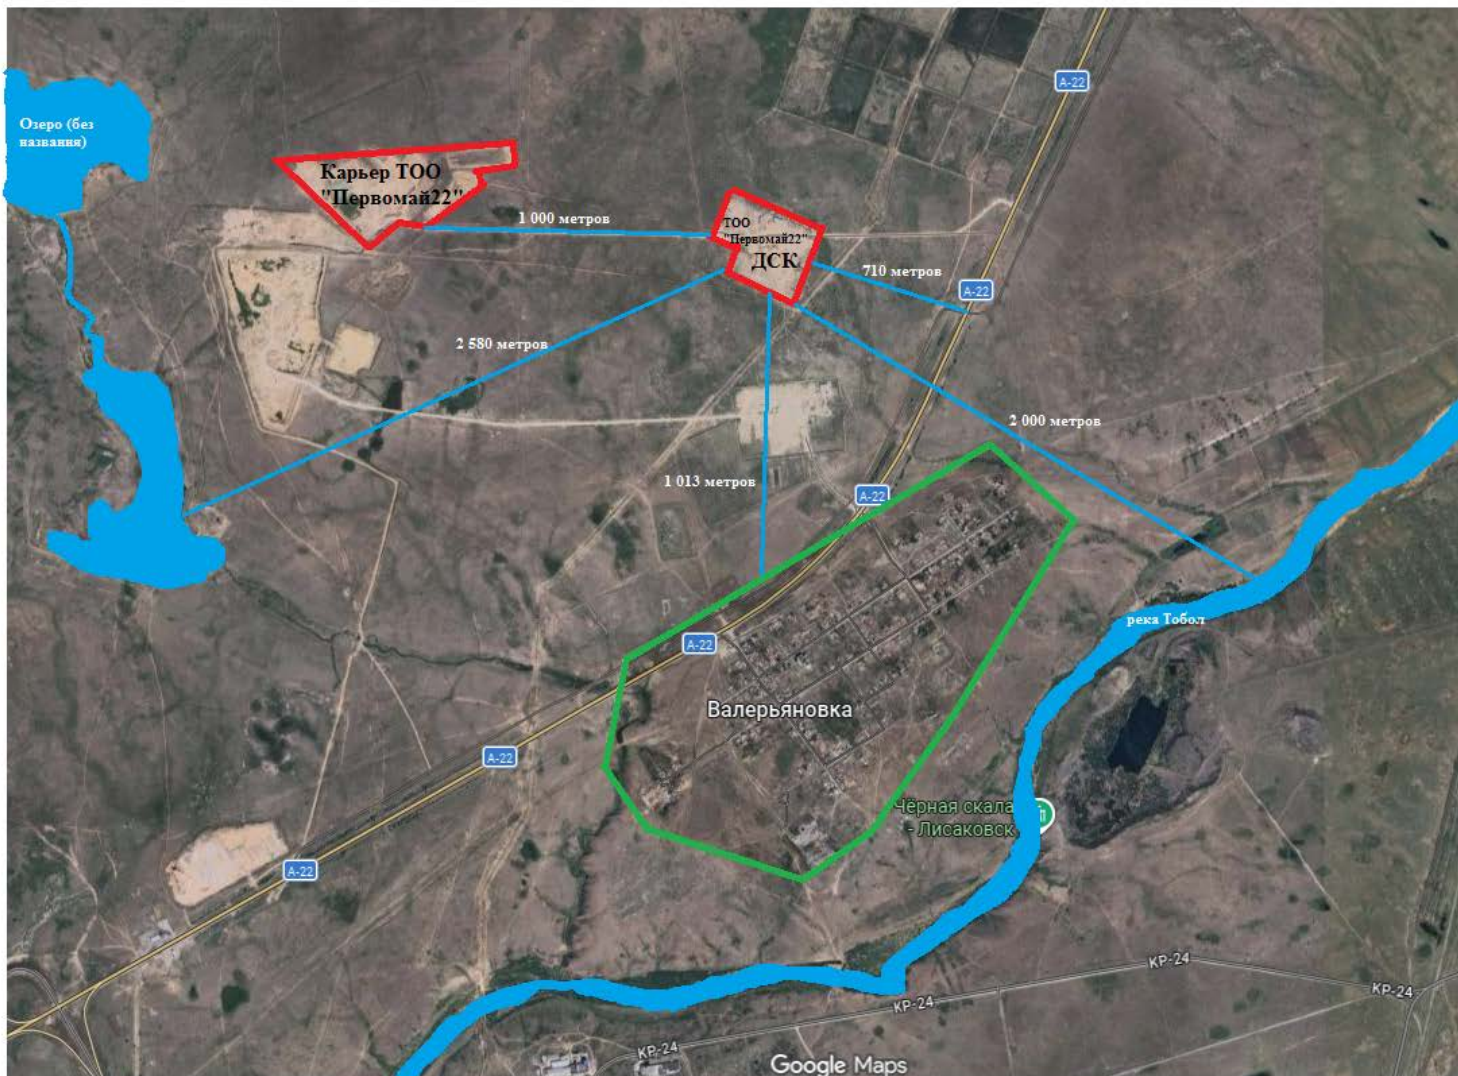 А-22
Озеро (без
названия)
Карьер ТОО
"Первомай22"
1 000 метров
ТОО
"Первомай22"
ДСК
710 метров
А-22
2 580 метров
2 000 метров
1 013 метров
А-22
река Тобол
А-22
Валерьяновка
А-22
Чёрная скала
- Лисаковск
А-22
КР-24
КР-24
КР-24
КР-24
Google Maps